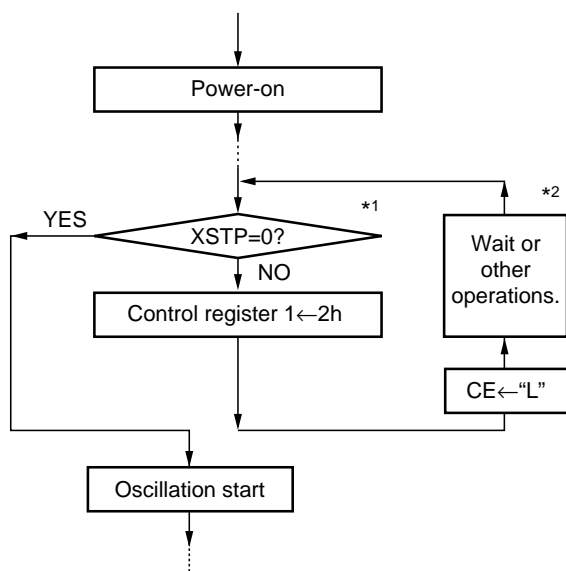 Power-on
*1
*2
YES
XSTP=0?
NO
Wait or
other
operations.
Control register 1←2h
CE←“L”
Oscillation start